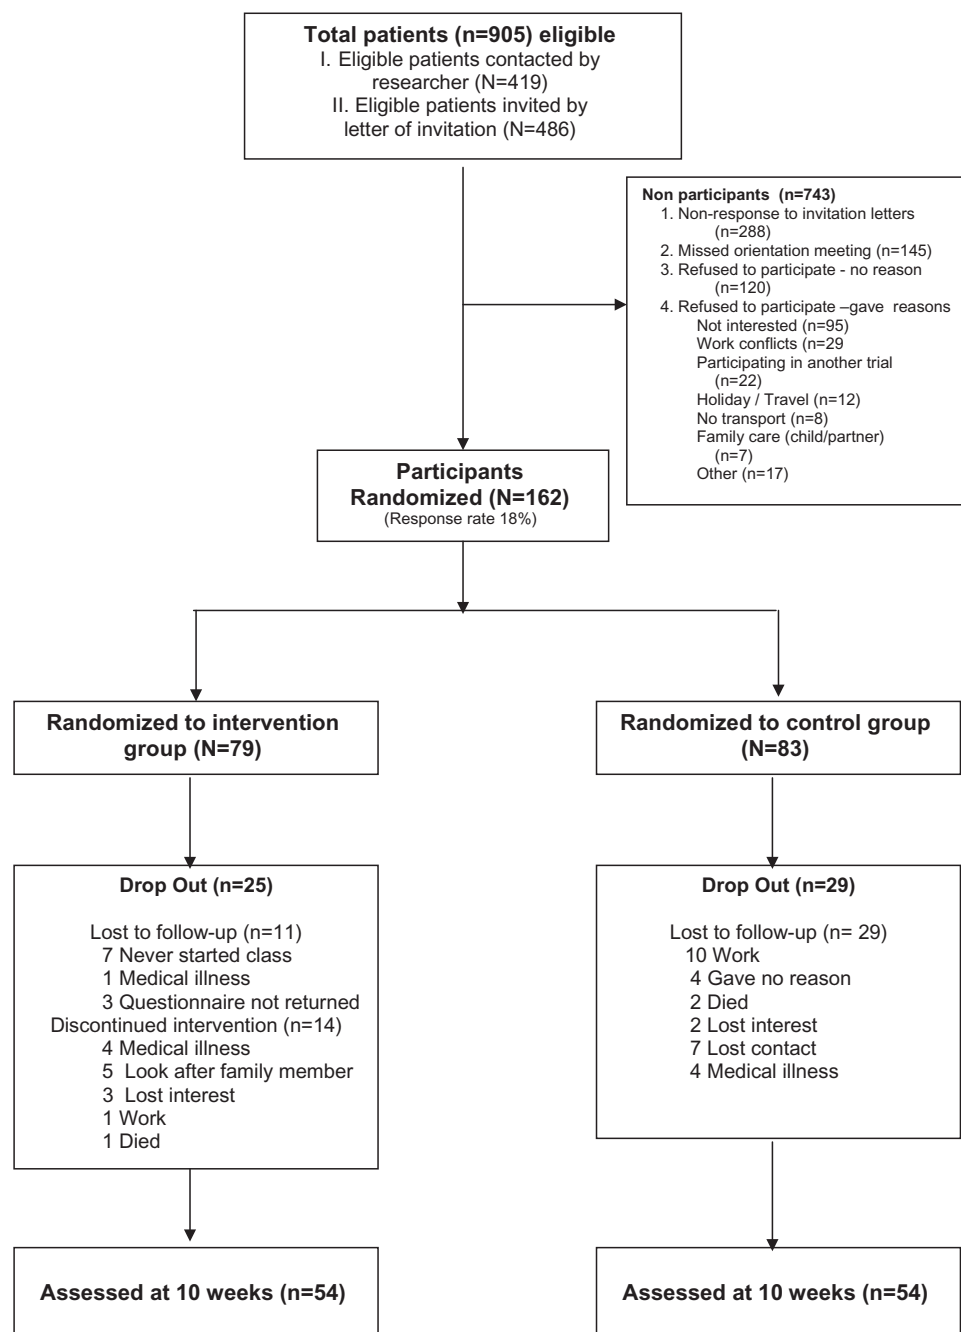 Total patients (n=905) eligible
I. Eligible patients contacted by
researcher (N=419)
II. Eligible patients invited by
letter of invitation (N=486)
Non participants (n=743)
1. Non-response to invitation letters
(n=288)
2. Missed orientation meeting (n=145)
3. Refused to participate - no reason
(n=120)
4. Refused to participate –gave reasons
Not interested (n=95)
Work conflicts (n=29
Participating in another trial
(n=22)
Holiday / Travel (n=12)
No transport (n=8)
Family care (child/partner)
(n=7)
Other (n=17)
Participants
Randomized (N=162)
(Response rate 18%)
Randomized to intervention
group (N=79)
Randomized to control group
(N=83)
Drop Out (n=25)
Lost to follow-up (n=11)
7 Never started class
1 Medical illness
3 Questionnaire not returned
Discontinued intervention (n=14)
4 Medical illness
5 Look after family member
3 Lost interest
1 Work
1 Died
Drop Out (n=29)
Lost to follow-up (n= 29)
10 Work
4 Gave no reason
2 Died
2 Lost interest
7 Lost contact
4 Medical illness
Assessed at 10 weeks (n=54)
Assessed at 10 weeks (n=54)